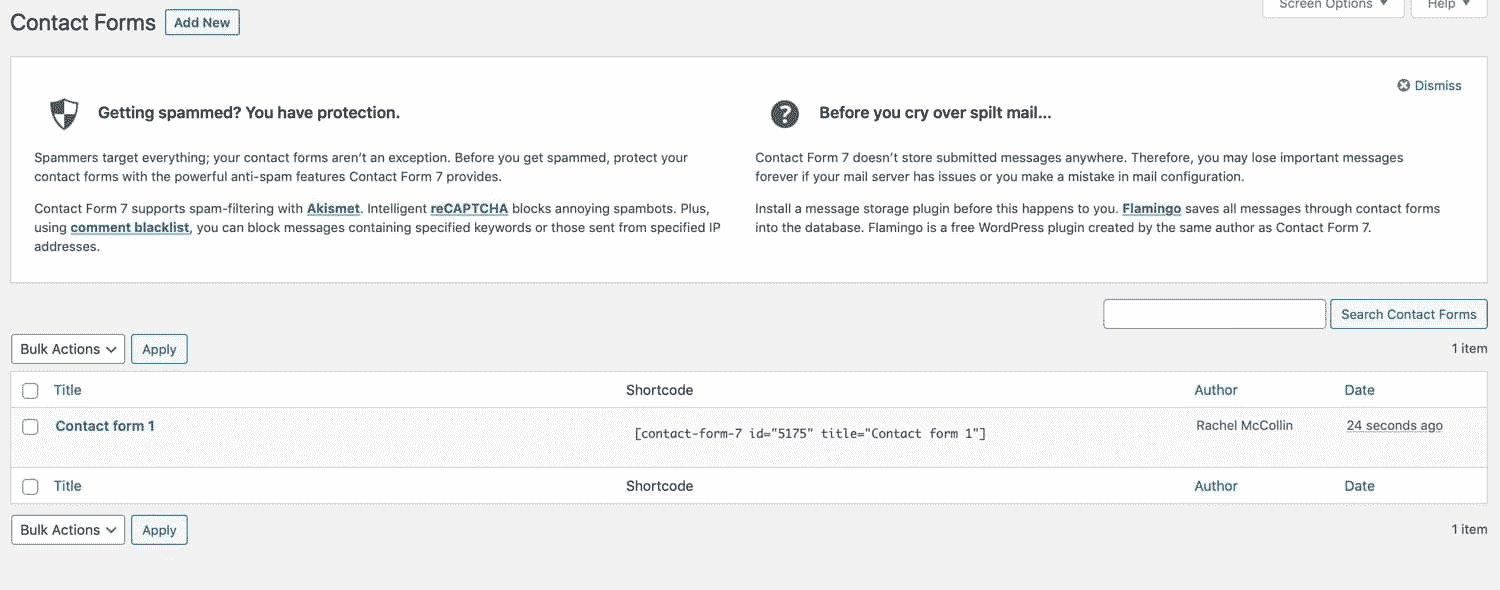 Contact Forms Add New
Screen Options Help
Dismiss
Getting spammed? You have protection.
Spammers target everything; your contact forms aren't an exception. Before you get spammed, protect your
contact forms with the powerful anti-spam features Contact Form 7 provides.
Contact Form 7 supports spam-filtering with Akismet. Intelligent reCAPTCHA blocks annoying spambots. Plus,
using comment blacklist, you can block messages containing specified keywords or those sent from specified IP
addresses.
Before you cry over spilt mail...
Contact Form 7 doesn't store submitted messages anywhere. Therefore, you may lose important messages
forever if your mail server has issues or you make a mistake in mail configuration.
Install a message storage plugin before this happens to you. Flamingo saves all messages through contact forms
into the database. Flamingo is a free WordPress plugin created by the same author as Contact Form 7.
Search Contact Forms
Bulk Actions Apply 1 item
Title Shortcode Author Date
Contact form 1 [contact-form-7 id="5175" title="Contact form 1"] Rachel McCollin 24 seconds ago
Title Shortcode Author Date
Bulk Actions Apply 1 item